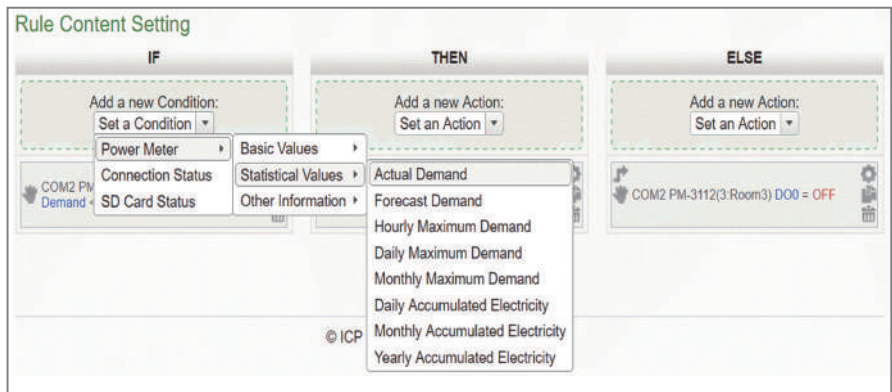 Rule Content Setting
IF
THEN
ELSE
Add a new Condition:
Set a Condition
Add a new Action:
Set an Action
Add a new Action:
Set an Action
Power Meter
Connection Status
SD Card Status
Basic Values
Statistical Values
Other Information
Actual Demand
Forecast Demand
Hourly Maximum Demand
Daily Maximum Demand
Monthly Maximum Demand
Daily Accumulated Electricity
Monthly Accumulated Electricity
Yearly Accumulated Electricity
COM2 PM
Demand <
COM2 PM-3112(3:Room3) DO0 = OFF
© ICP